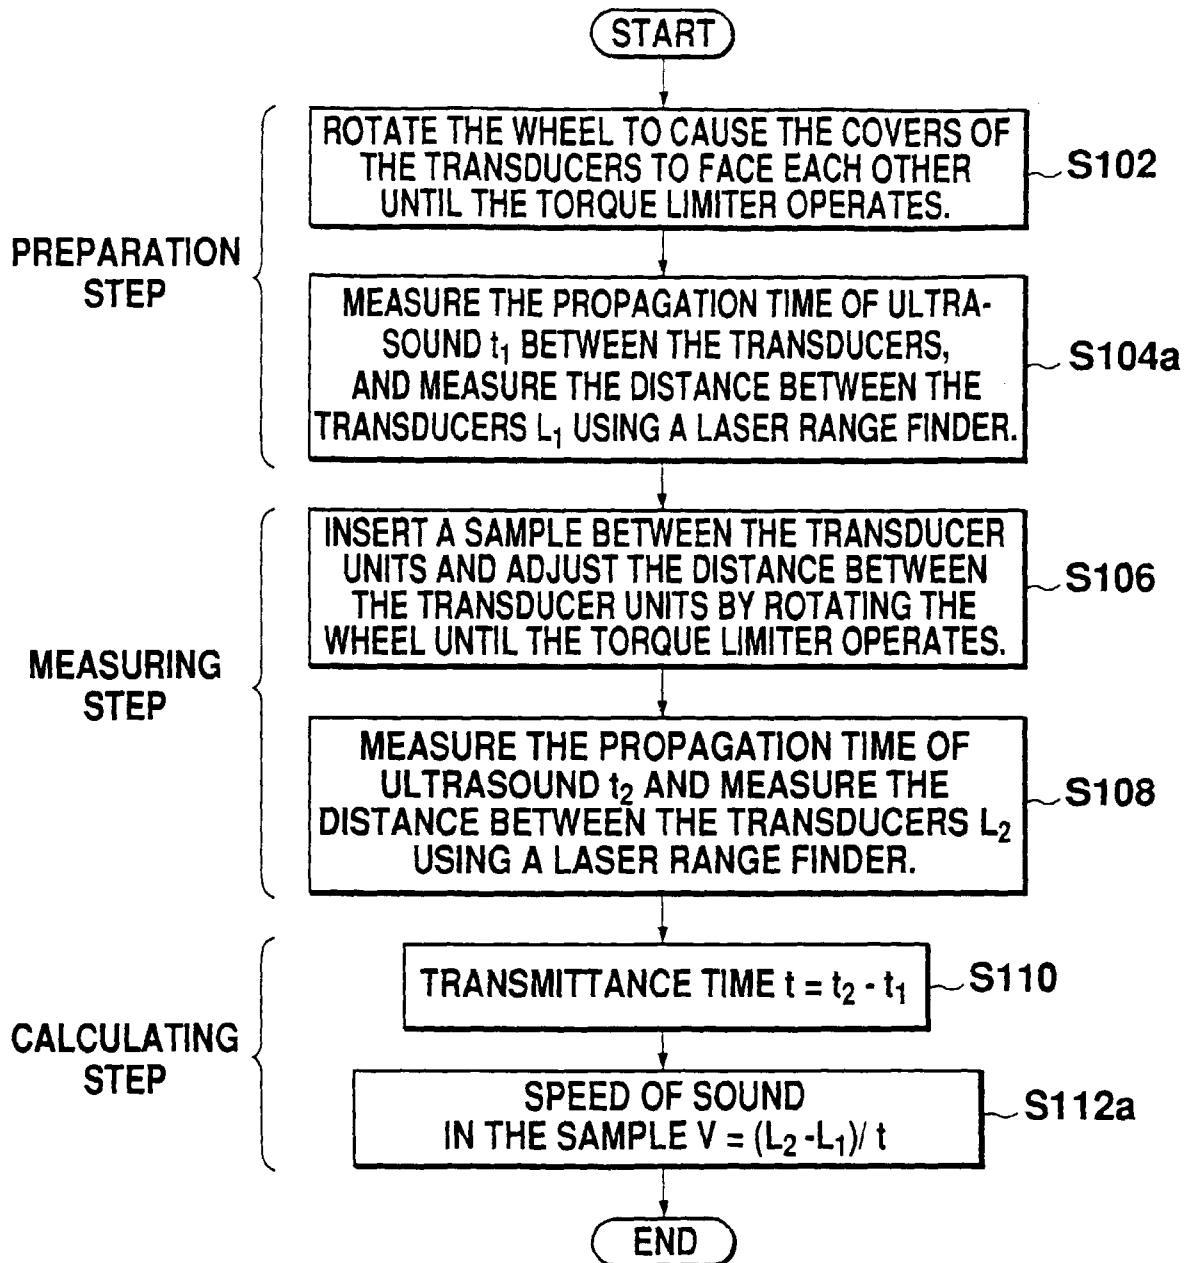 START
PREPARATION
STEP
ROTATE THE WHEEL TO CAUSE THE COVERS OF
THE TRANSDUCERS TO FACE EACH OTHER
UNTIL THE TORQUE LIMITER OPERATES.
S102
MEASURE THE PROPAGATION TIME OF ULTRA-
SOUND t₁ BETWEEN THE TRANSDUCERS,
AND MEASURE THE DISTANCE BETWEEN THE
TRANSDUCERS L₁ USING A LASER RANGE FINDER.
S104a
MEASURING
STEP
INSERT A SAMPLE BETWEEN THE TRANSDUCER
UNITS AND ADJUST THE DISTANCE BETWEEN
THE TRANSDUCER UNITS BY ROTATING THE
WHEEL UNTIL THE TORQUE LIMITER OPERATES.
S106
MEASURE THE PROPAGATION TIME OF
ULTRASOUND t₂ AND MEASURE THE
DISTANCE BETWEEN THE TRANSDUCERS L₂
USING A LASER RANGE FINDER.
S108
CALCULATING
STEP
TRANSMITTANCE TIME t = t₂ - t₁
S110
SPEED OF SOUND
IN THE SAMPLE V = (L₂ -L₁)/ t
S112a
END